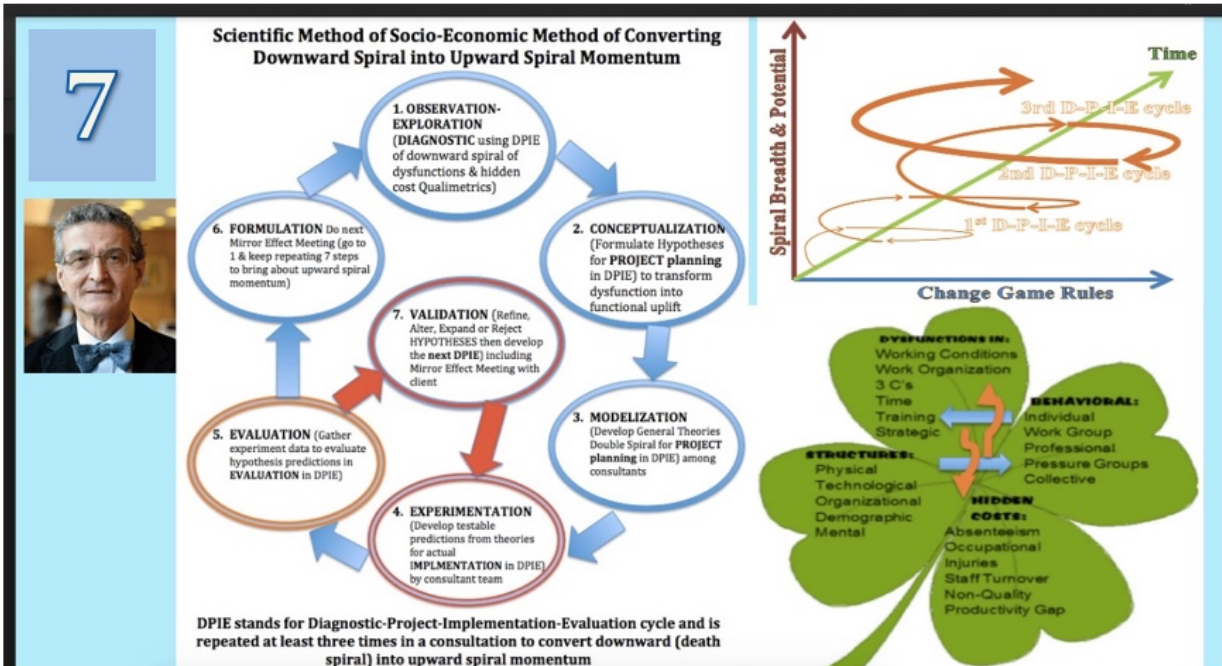 7
Scientific Method of Socio-Economic Method of Converting
Downward Spiral into Upward Spiral Momentum
1. OBSERVATION-
EXPLORATION
(DIAGNOSTIC using DPIE
of downward spiral of
dysfunctions & hidden
cost Qualimetrics)
2. CONCEPTUALIZATION
(Formulate Hypotheses
for PROJECT planning
in DPIE) to transform
dysfunction into
functional uplift
3. MODELIZATION
(Develop General Theories
Double Spiral for PROJECT
planning in DPIE) among
consultants
4. EXPERIMENTATION
(Develop testable
predictions from theories
for actual
IMPLMENTATION in DPIE)
by consultant team
5. EVALUATION (Gather
experiment data to evaluate
hypothesis predictions in
EVALUATION in DPIE)
6. FORMULATION Do next
Mirror Effect Meeting (go to
1 & keep repeating 7 steps
to bring about upward spiral
momentum)
7. VALIDATION (Refine,
Alter, Expand or Reject
HYPOTHESES then develop
the next DPIE) including
Mirror Effect Meeting with
client
DPIE stands for Diagnostic-Project-Implementation-Evaluation cycle and is
repeated at least three times in a consultation to convert downward (death
spiral) into upward spiral momentum
Spiral Breadth & Potential
Time
3rd D-P-I-E cycle
2nd D-P-I-E cycle
1st D-P-I-E cycle
Change Game Rules
DYSFUNCTIONS IN:
Working Conditions
Work Organization
3 C's
Time
Training
Strategic
BEHAVIORAL:
Individual
Work Group
Professional
Pressure Groups
Collective
STRUCTURES:
Physical
Technological
Organizational
Demographic
Mental
HIDDEN
COSTS:
Absenteeism
Occupational
Injuries
Staff Turnover
Non-Quality
Productivity Gap